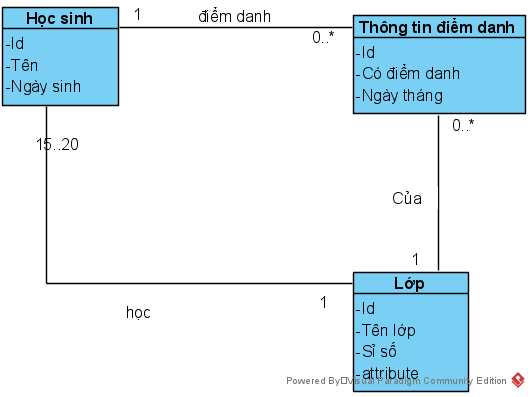 Học sinh
-Id
-Tên
-Ngày sinh
1
điểm danh
0..*
Thông tin điểm danh
-Id
-Có điểm danh
-Ngày tháng
15..20
0..*
Của
1
học
1
Lớp
-Id
-Tên lớp
-Sỉ số
-attribute
Powered By Visual Paradigm Community Edition